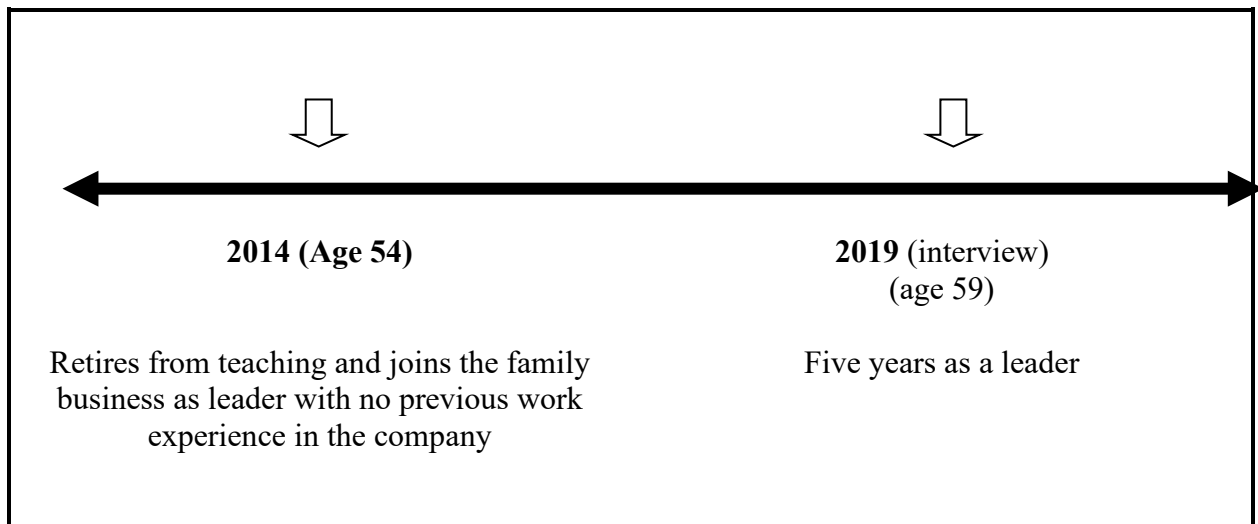 2014 (Age 54)
Retires from teaching and joins the family
business as leader with no previous work
experience in the company
2019 (interview)
(age 59)
Five years as a leader